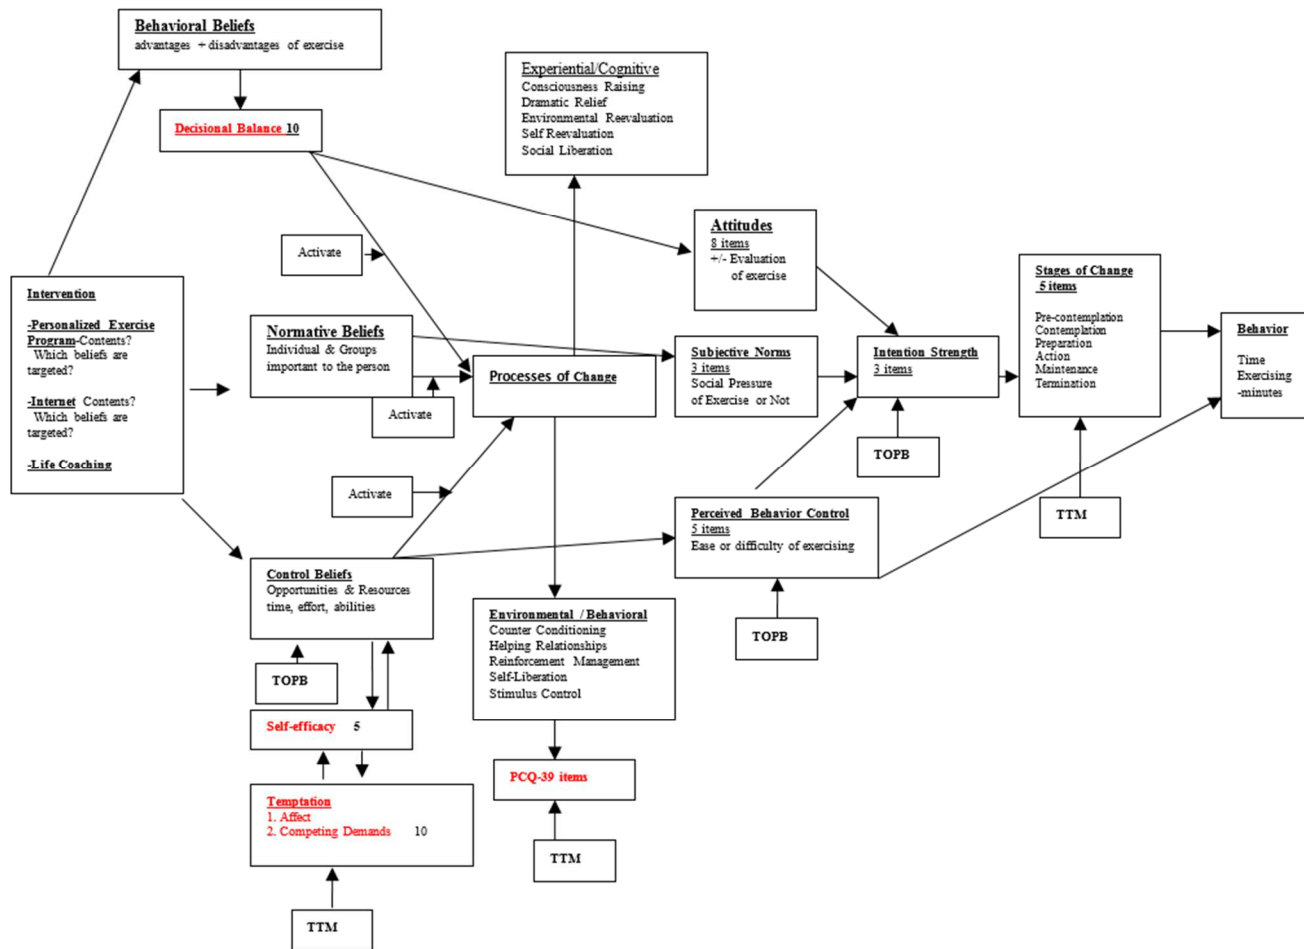 Behavioral Beliefs
advantages + disadvantages of exercise
Decisional Balance 10
Experiential/Cognitive
Consciousness Raising
Dramatic Relief
Environmental Reevaluation
Self Reevaluation
Social Liberation
Activate
Attitudes
8 items
+/- Evaluation
of exercise
Intervention
-Personalized Exercise
Program-Contents?
Which beliefs are
targeted?
-Internet Contents?
Which beliefs are
targeted?
-Life Coaching
Normative Beliefs
Individual & Groups
important to the person
Activate
Processes of Change
Subjective Norms
3 items
Social Pressure
of Exercise or Not
Intention Strength
3 items
TOPB
Stages of Change
5 items
Pre-contemplation
Contemplation
Preparation
Action
Maintenance
Termination
TTM
Behavior
Time
Exercising
-minutes
Activate
Perceived Behavior Control
5 items
Ease or difficulty of exercising
TOPB
Control Beliefs
Opportunities & Resources
time, effort, abilities
TOPB
Self-efficacy 5
Temptation
1. Affect
2. Competing Demands 10
TTM
Environmental / Behavioral
Counter Conditioning
Helping Relationships
Reinforcement Management
Self-Liberation
Stimulus Control
PCQ-39 items
TTM